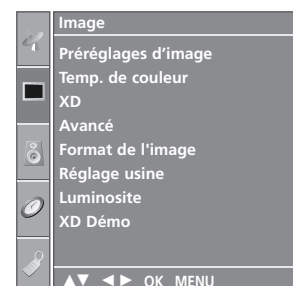 Image
Préréglages d’image
Temp. de couleur
XD
Avancé
Format de l'image
Réglage usine
Luminosite
XD Démo
▲▼ ◄► OK MENU